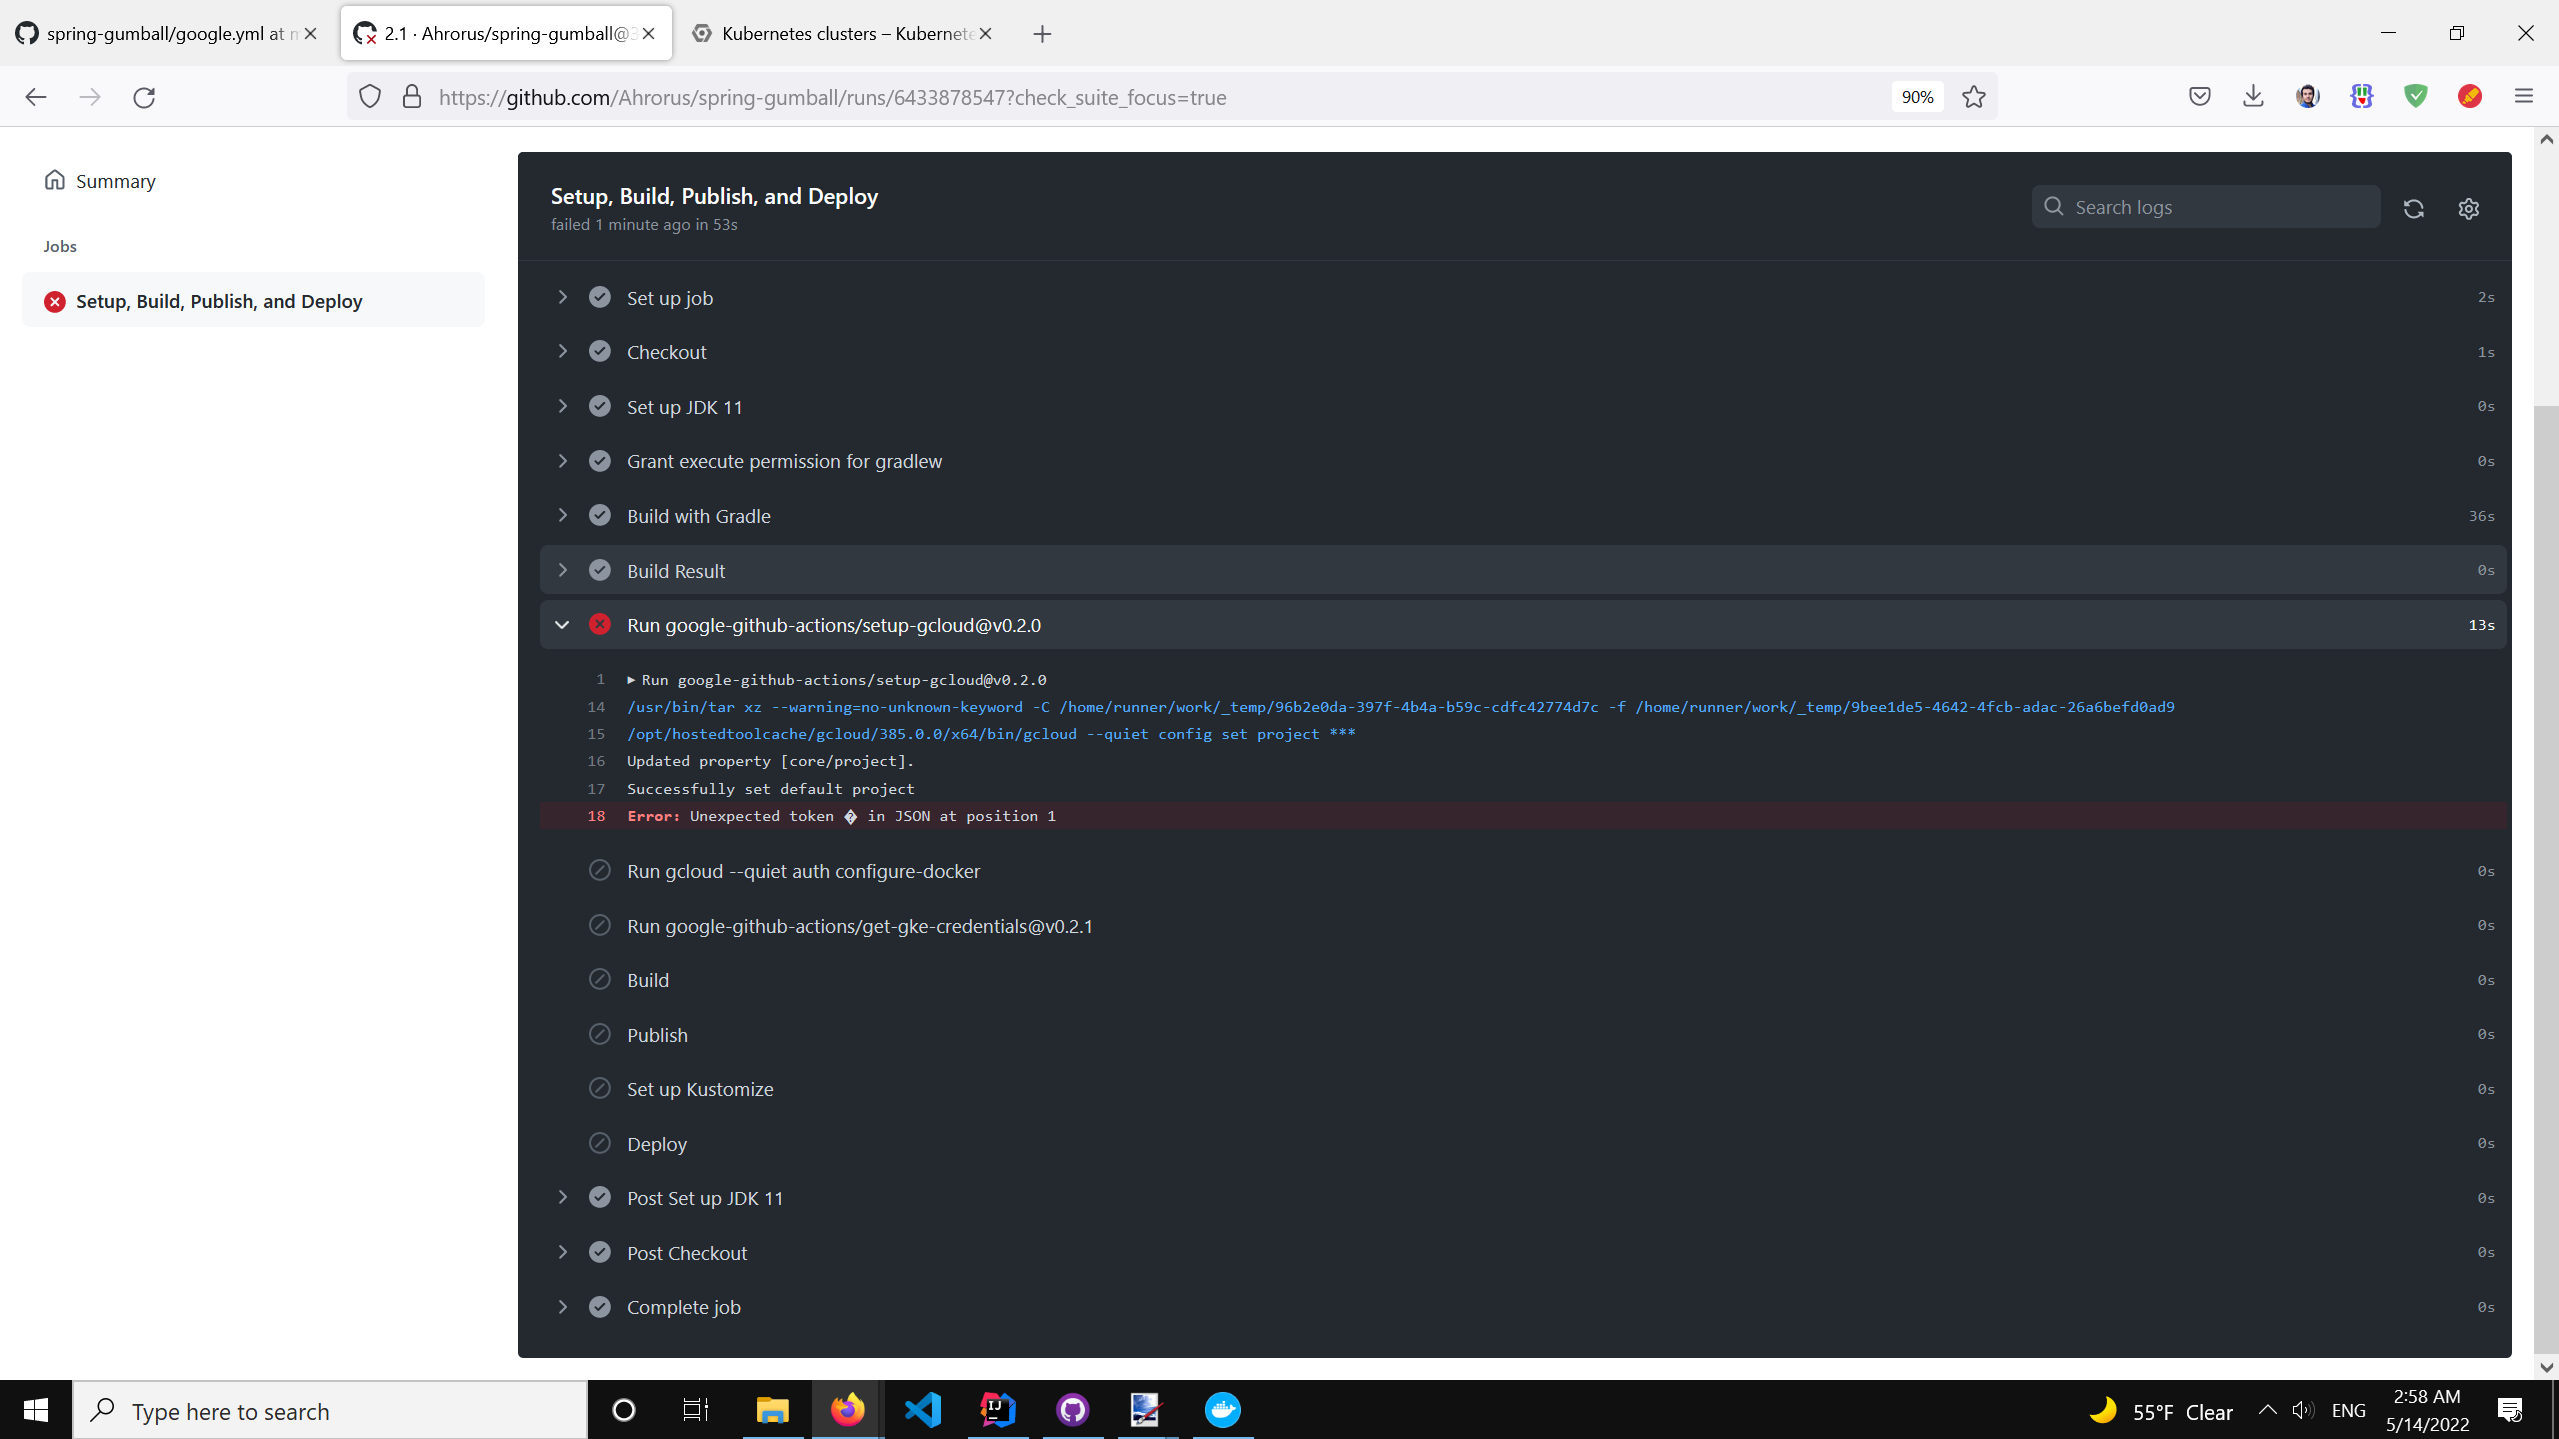 spring-gumball/google.yml at m
2.1 · Ahrorus/spring-gumball@3
Kubernetes clusters – Kubernete
https://github.com/Ahrorus/spring-gumball/runs/6433878547?check_suite_focus=true
90%
Summary
Jobs
Setup, Build, Publish, and Deploy
Setup, Build, Publish, and Deploy
failed 1 minute ago in 53s
Search logs
Set up job 2s
Checkout 1s
Set up JDK 11 0s
Grant execute permission for gradlew 0s
Build with Gradle 36s
Build Result 0s
Run google-github-actions/setup-gcloud@v0.2.0 13s
1 ▶ Run google-github-actions/setup-gcloud@v0.2.0
14 /usr/bin/tar xz --warning=no-unknown-keyword -C /home/runner/work/_temp/96b2e0da-397f-4b4a-b59c-cdfc42774d7c -f /home/runner/work/_temp/9bee1de5-4642-4fcb-adac-26a6befd0ad9
15 /opt/hostedtoolcache/gcloud/385.0.0/x64/bin/gcloud --quiet config set project ***
16 Updated property [core/project].
17 Successfully set default project
18 Error: Unexpected token � in JSON at position 1
Run gcloud --quiet auth configure-docker 0s
Run google-github-actions/get-gke-credentials@v0.2.1 0s
Build 0s
Publish 0s
Set up Kustomize 0s
Deploy 0s
Post Set up JDK 11 0s
Post Checkout 0s
Complete job 0s
Type here to search
55°F Clear
ENG
2:58 AM
5/14/2022